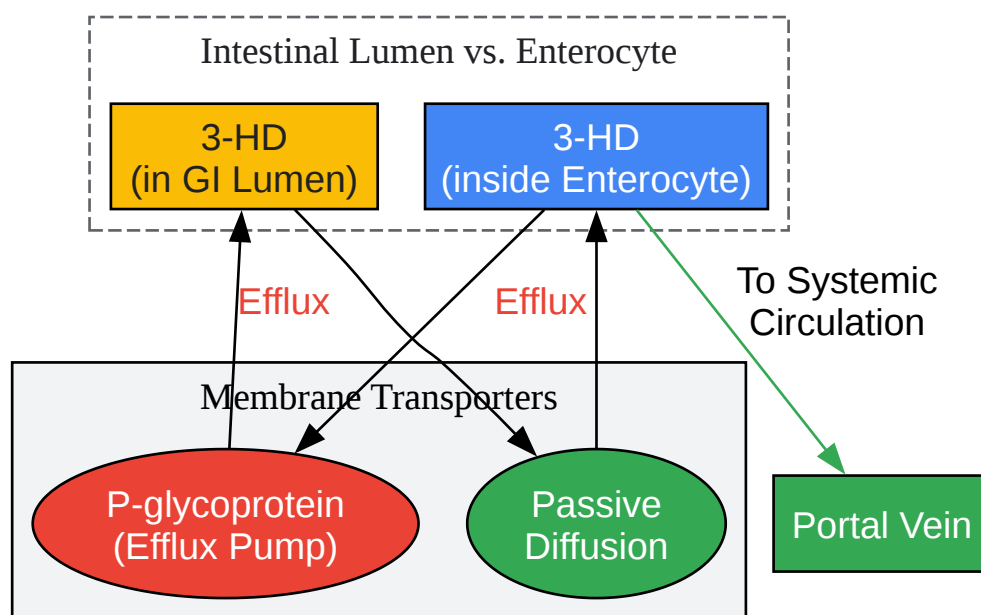 Intestinal Lumen vs. Enterocyte
3-HD
(in GI Lumen)
3-HD
(inside Enterocyte)
Efflux
Efflux
To Systemic
Circulation
Membrane Transporters
P-glycoprotein
(Efflux Pump)
Passive
Diffusion
Portal Vein